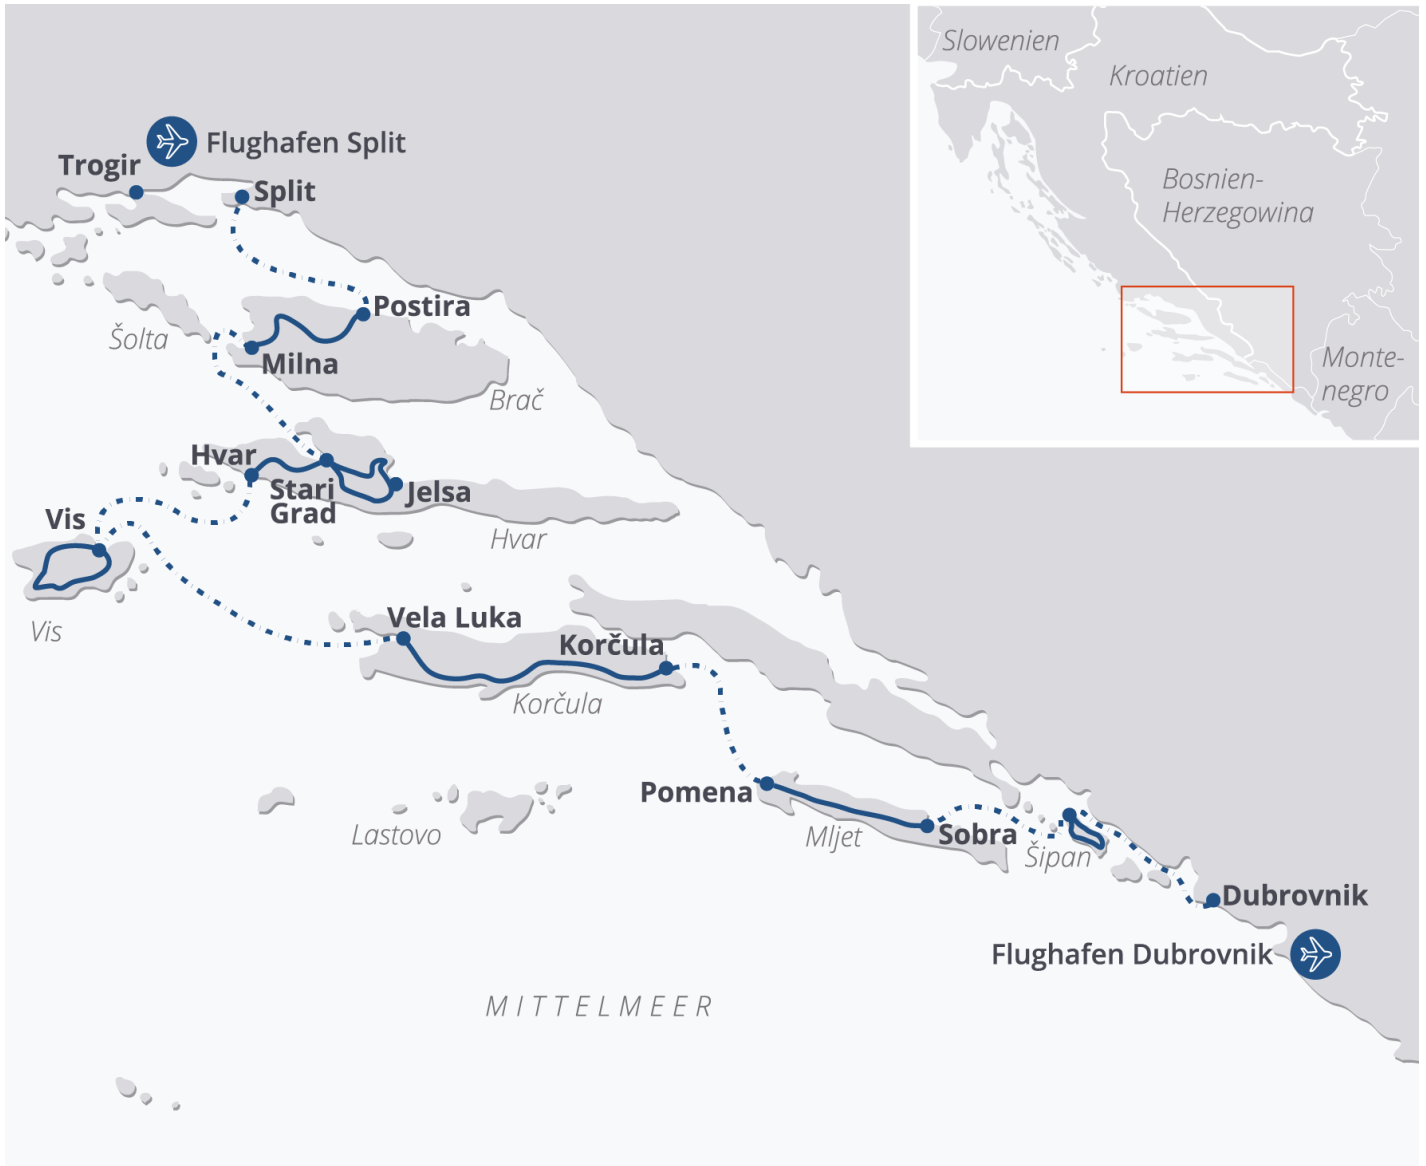 Slowenien
Kroatien
Bosnien-
Herzegowina
Monte-
negro
Flughafen Split
Trogir
Split
Postira
Šolta
Milna
Brač
Hvar
Stari
Grad
Jelsa
Vis
Hvar
Vis
Vela Luka
Korčula
Korčula
Pomena
Lastovo
Mljet
Sobra
Šipan
Dubrovnik
Flughafen Dubrovnik
MITTELMEER